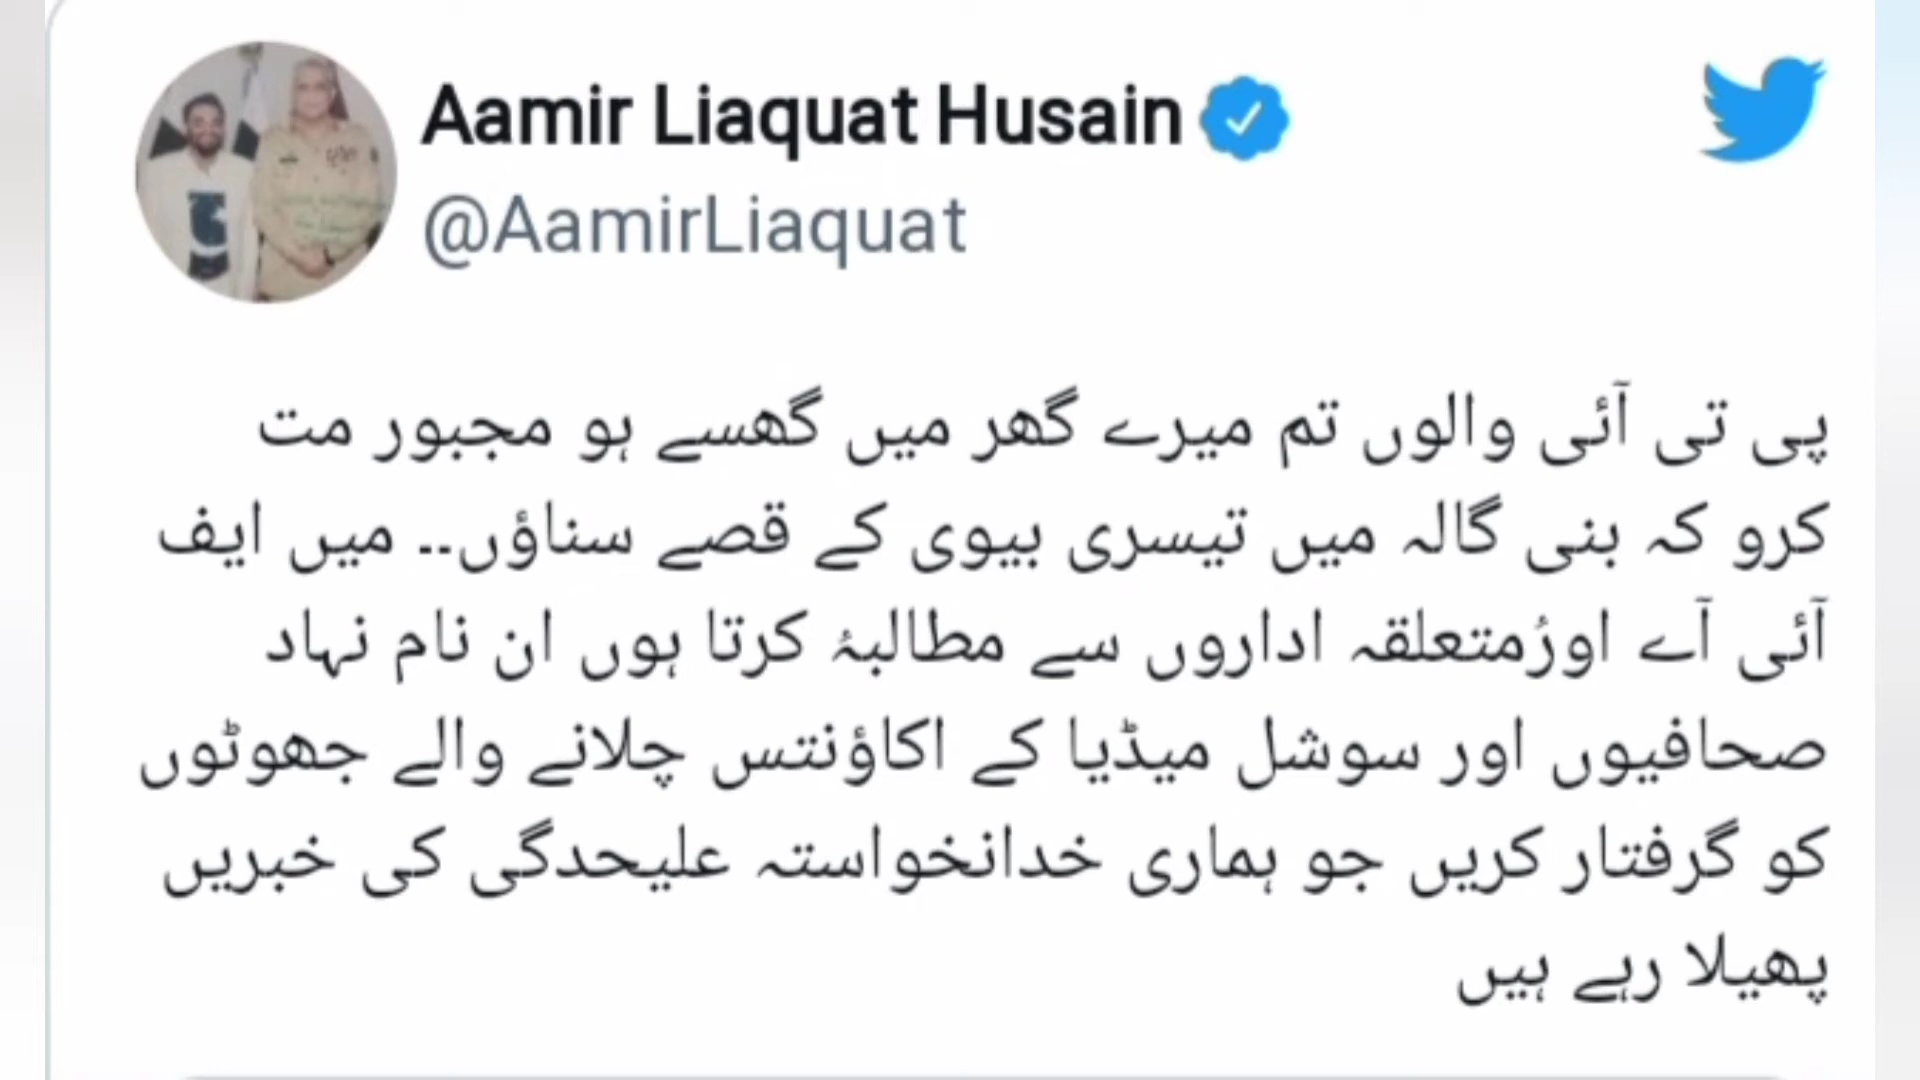 Aamir Liaquat Husain
@AamirLiaquat
پی تی آئی والوں تم میرے گھر میں گھسے ہو مجبور مت
کرو کہ بنی گالہ میں تیسری بیوی کے قصے سناؤں.. میں ایف
آئی آے اورُمتعلقہ اداروں سے مطالبۂ کرتا ہوں ان نام نہاد
صحافیوں اور سوشل میڈیا کے اکاؤنتس چلانے والے جھوٹوں
کو گرفتار کریں جو ہماری خدانخواستہ علیحدگی کی خبریں
پھیلا رہے ہیں